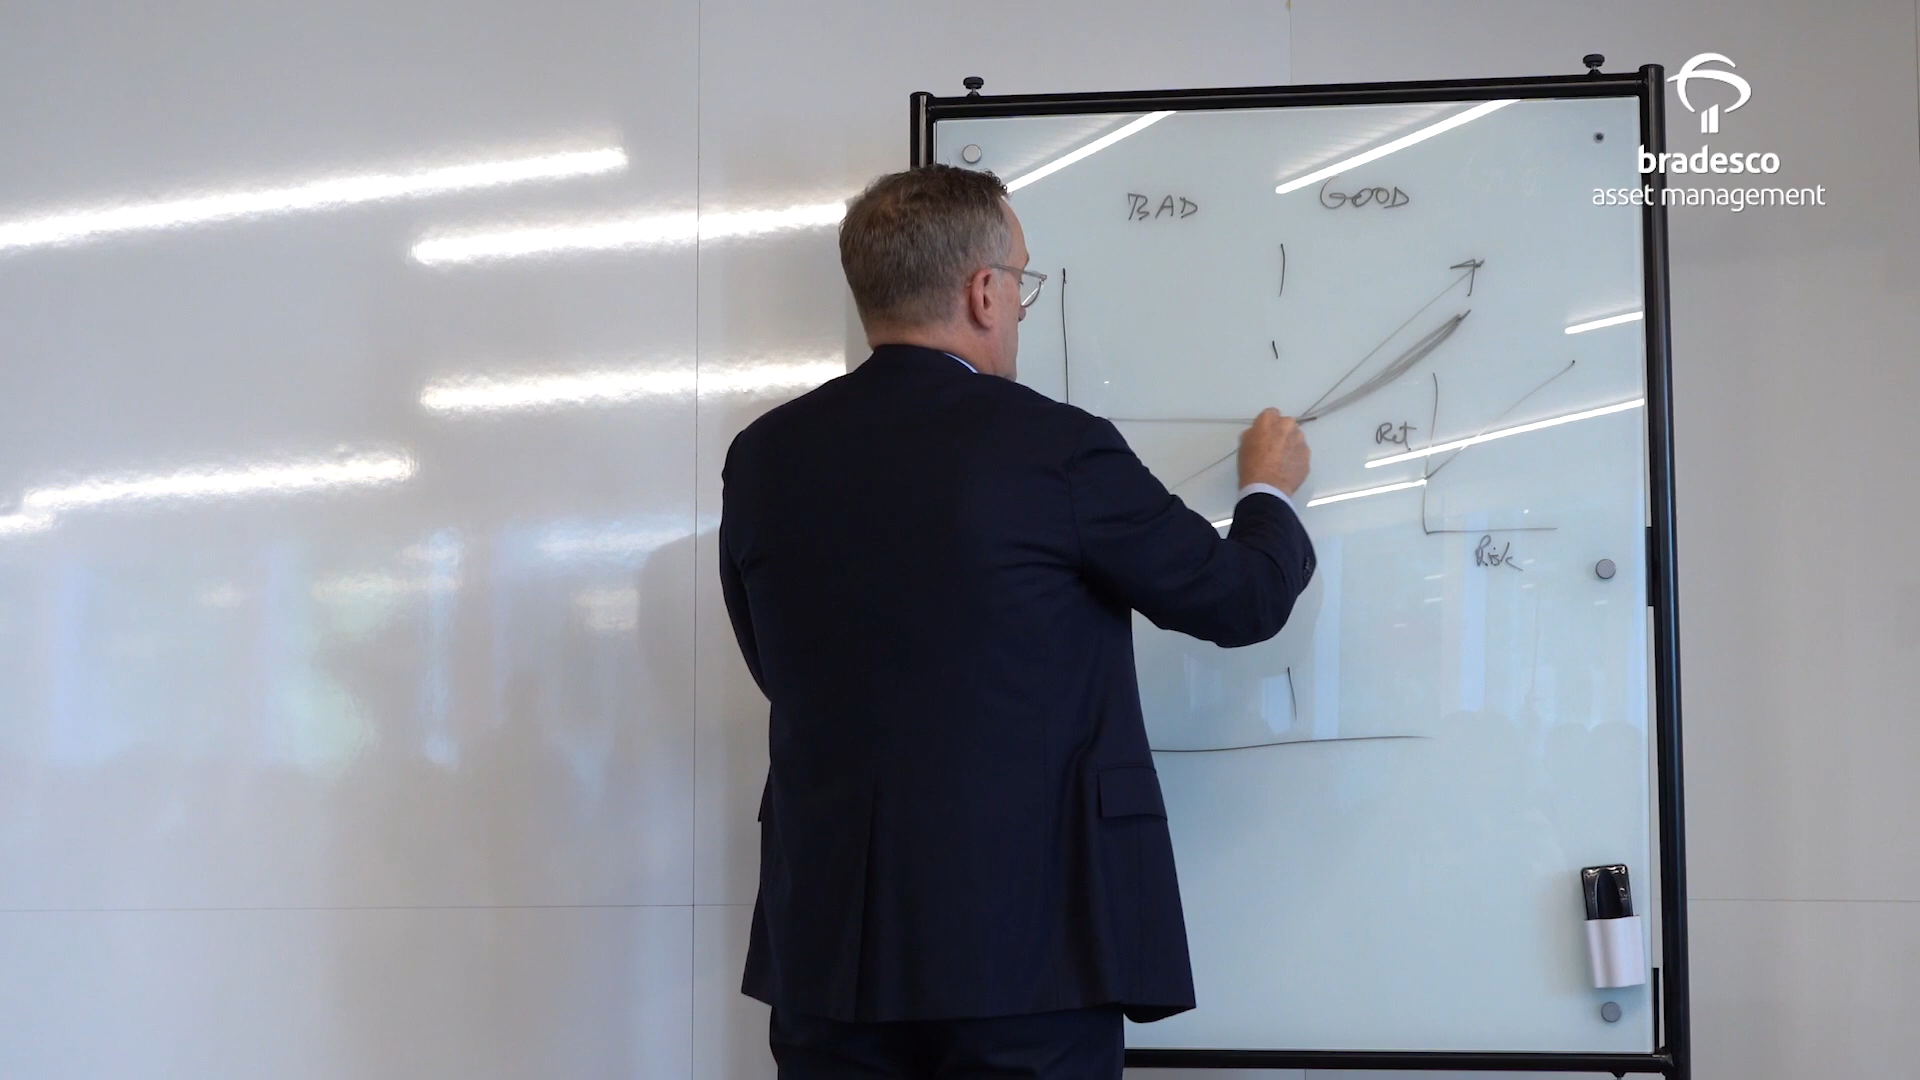 bradesco
asset management
BAD GOOD
Ret
Risk